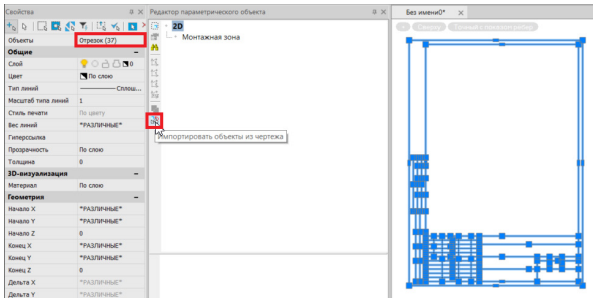 Свойства
Объекты Отрезок (37)
Общие
Слой 0
Цвет По слою
Тип линий Сплош...
Масштаб типа линий 1
Стиль печати По цвету
Вес линий *РАЗЛИЧНЫЕ*
Гиперссылка
Прозрачность По слою
Толщина 0
3D-визуализация
Материал По слою
Геометрия
Начало X *РАЗЛИЧНЫЕ*
Начало Y *РАЗЛИЧНЫЕ*
Начало Z 0
Конец X *РАЗЛИЧНЫЕ*
Конец Y *РАЗЛИЧНЫЕ*
Конец Z 0
Дельта X *РАЗЛИЧНЫЕ*
Дельта Y *РАЗЛИЧНЫЕ*
Редактор параметрического объекта
2D
Монтажная зона
Импортировать объекты из чертежа
Без имени0*
Сверху